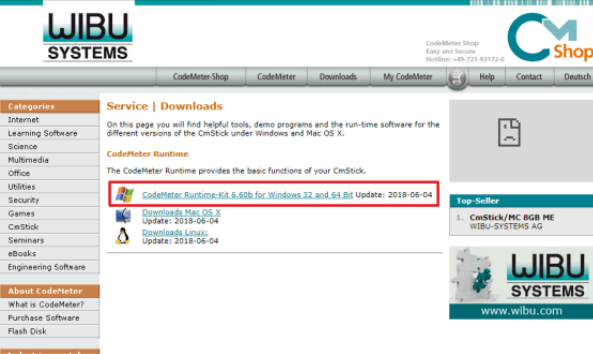 WIBU
SYSTEMS
CodeMeter Shop
Easy and Secure
Hotline: +49-721-93172-0
CM
Shop
CodeMeter-Shop
CodeMeter
Downloads
My CodeMeter
Help
Contact
Deutsch
Categories
Internet
Learning Software
Science
Multimedia
Office
Utilities
Security
Games
CmStick
Seminars
eBooks
Engineering Software
About CodeMeter
What is CodeMeter?
Purchase Software
Flash Disk
Service | Downloads
On this page you will find helpful tools, demo programs and the run-time software for the
different versions of the CmStick under Windows and Mac OS X.
CodeMeter Runtime
The CodeMeter Runtime provides the basic functions of your CmStick.
CodeMeter Runtime-Kit 6.60b for Windows 32 and 64 Bit Update: 2018-06-04
Downloads Mac OS X
Update: 2018-06-04
Downloads Linux:
Update: 2018-06-04
Top-Seller
1. CmStick/MC 8GB ME
WIBU-SYSTEMS AG
WIBU
SYSTEMS
www.wibu.com